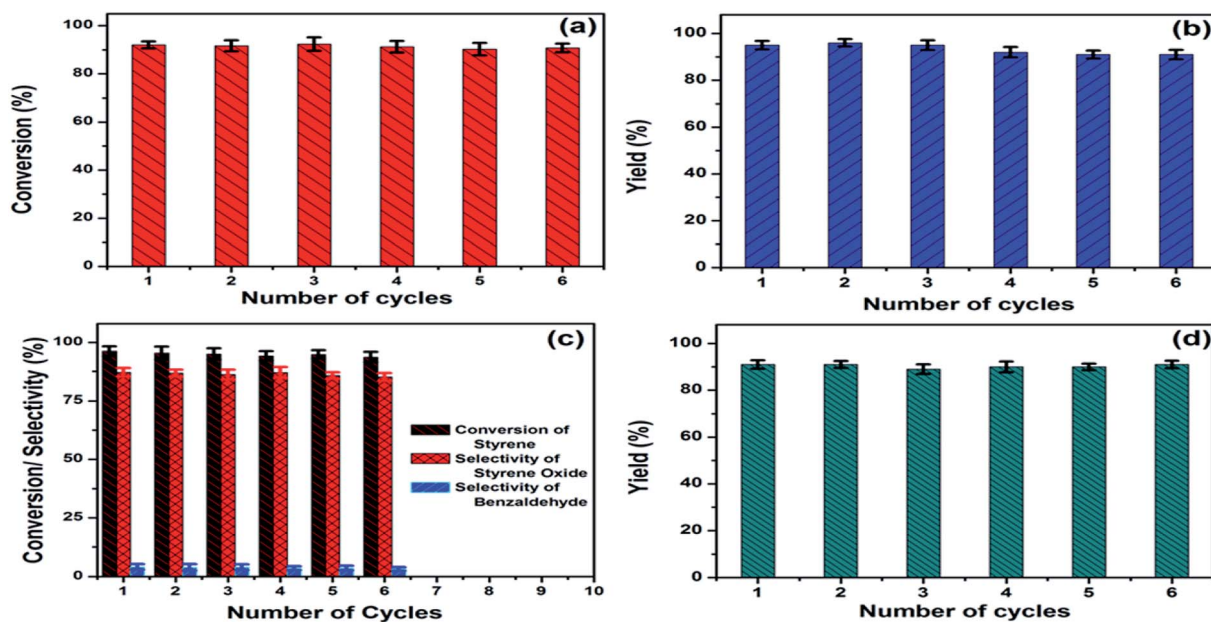 (a)
Conversion (%)
100
80
60
40
20
0
1 2 3 4 5 6
Number of cycles
(b)
Yield (%)
100
80
60
40
20
0
1 2 3 4 5 6
Number of cycles
(c)
Conversion/ Selectivity (%)
100
75
50
25
0
Conversion of
Styrene
Selectivity of
Styrene Oxide
Selectivity of
Benzaldehyde
1 2 3 4 5 6 7 8 9 10
Number of Cycles
(d)
Yield (%)
100
80
60
40
20
0
1 2 3 4 5 6
Number of cycles